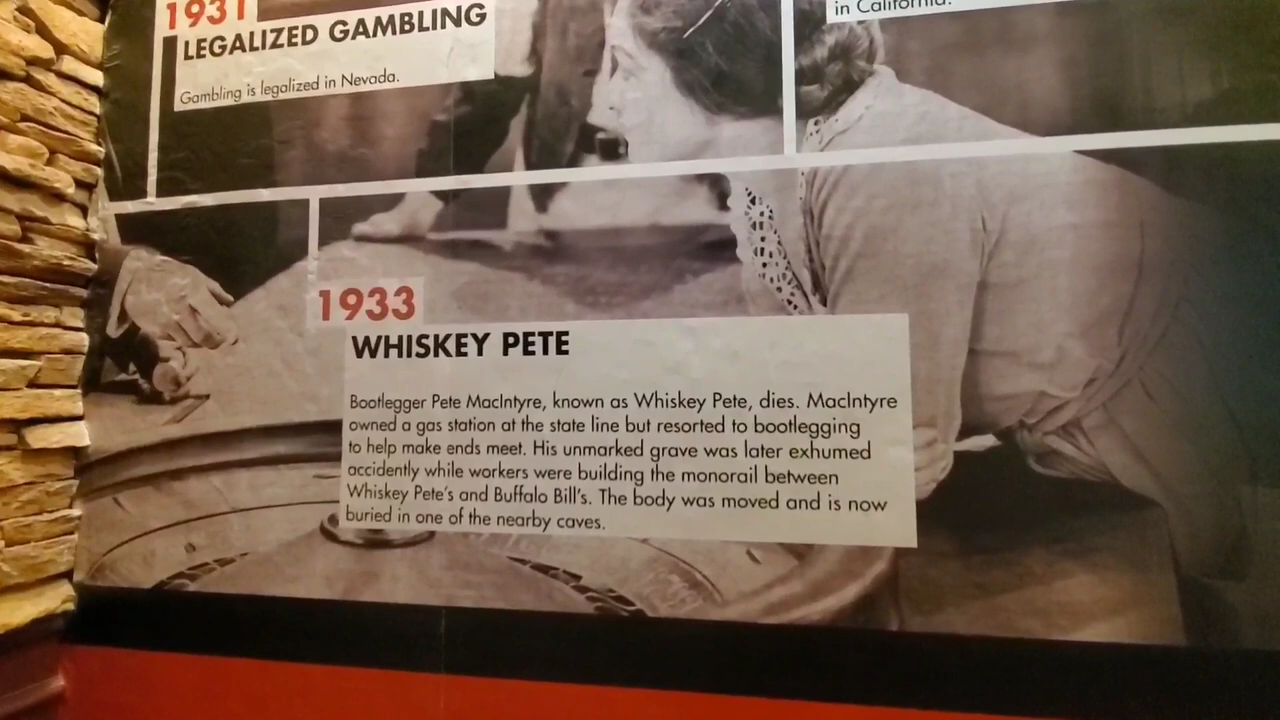 1931
LEGALIZED GAMBLING
Gambling is legalized in Nevada.
in California.
1933
WHISKEY PETE
Bootlegger Pete MacIntyre, known as Whiskey Pete, dies. MacIntyre
owned a gas station at the state line but resorted to bootlegging
to help make ends meet. His unmarked grave was later exhumed
accidently while workers were building the monorail between
Whiskey Pete's and Buffalo Bill's. The body was moved and is now
buried in one of the nearby caves.